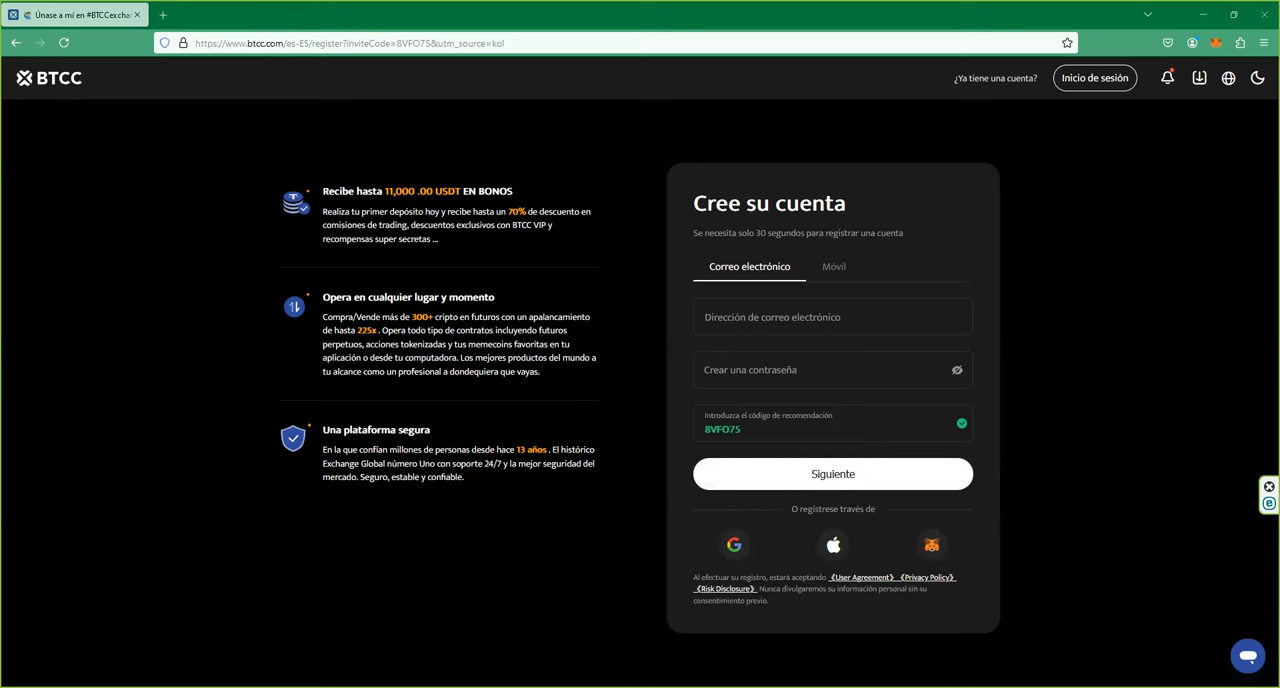 Únase a mí en #BTCCexcha
https://www.btcc.com/es-ES/register?inviteCode=8VFO75&utm_source=kol
BTCC
¿Ya tiene una cuenta?
Inicio de sesión
Recibe hasta 11,000 .00 USDT EN BONOS
Realiza tu primer depósito hoy y recibe hasta un 70% de descuento en
comisiones de trading, descuentos exclusivos con BTCC VIP y
recompensas super secretas ...
Opera en cualquier lugar y momento
Compra/Vende más de 300+ cripto en futuros con un apalancamiento
de hasta 225x . Opera todo tipo de contratos incluyendo futuros
perpetuos, acciones tokenizadas y tus memecoins favoritas en tu
aplicación o desde tu computadora. Los mejores productos del mundo a
tu alcance como un profesional a dondequiera que vayas.
Una plataforma segura
En la que confían millones de personas desde hace 13 años . El histórico
Exchange Global número Uno con soporte 24/7 y la mejor seguridad del
mercado. Seguro, estable y confiable.
Cree su cuenta
Se necesita solo 30 segundos para registrar una cuenta
Correo electrónico
Móvil
Dirección de correo electrónico
Crear una contraseña
Introduzca el código de recomendación
8VFO75
Siguiente
O regístrese través de
Al efectuar su registro, estará aceptando 《User Agreement》 《Privacy Policy》
《Risk Disclosure》 Nunca divulgaremos su información personal sin su
consentimiento previo.